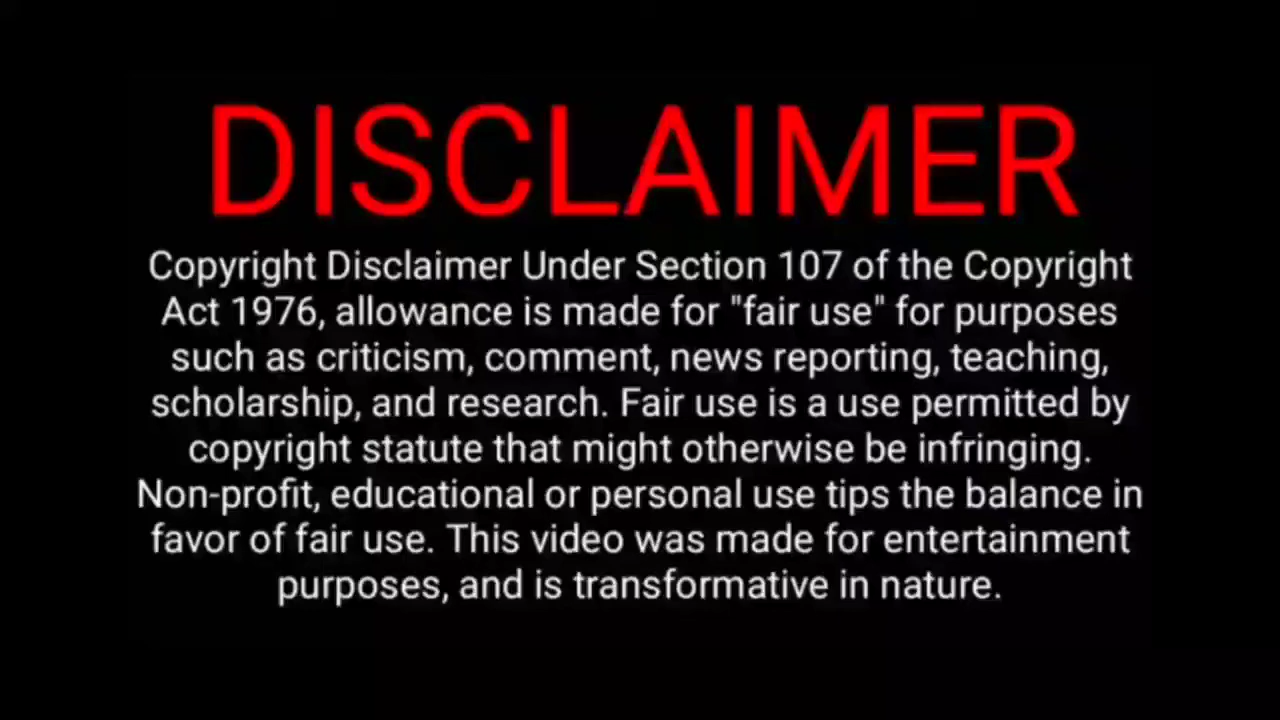 DISCLAIMER
Copyright Disclaimer Under Section 107 of the Copyright
Act 1976, allowance is made for "fair use" for purposes
such as criticism, comment, news reporting, teaching,
scholarship, and research. Fair use is a use permitted by
copyright statute that might otherwise be infringing.
Non-profit, educational or personal use tips the balance in
favor of fair use. This video was made for entertainment
purposes, and is transformative in nature.